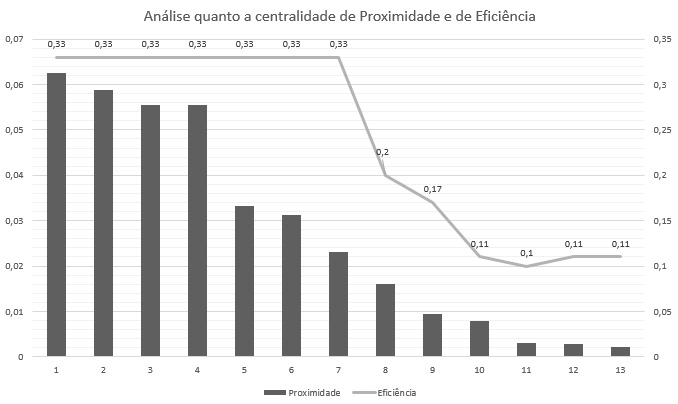 Análise quanto a centralidade de Proximidade e de Eficiência
0,07 0,33 0,33 0,33 0,33 0,33 0,33 0,33 0,35
0,06 0,3
0,05 0,25
0,2
0,04 0,2
0,17
0,03 0,15
0,11 0,1 0,11 0,11
0,02 0,1
0,01 0,05
0 0
1 2 3 4 5 6 7 8 9 10 11 12 13
Proximidade Eficiência